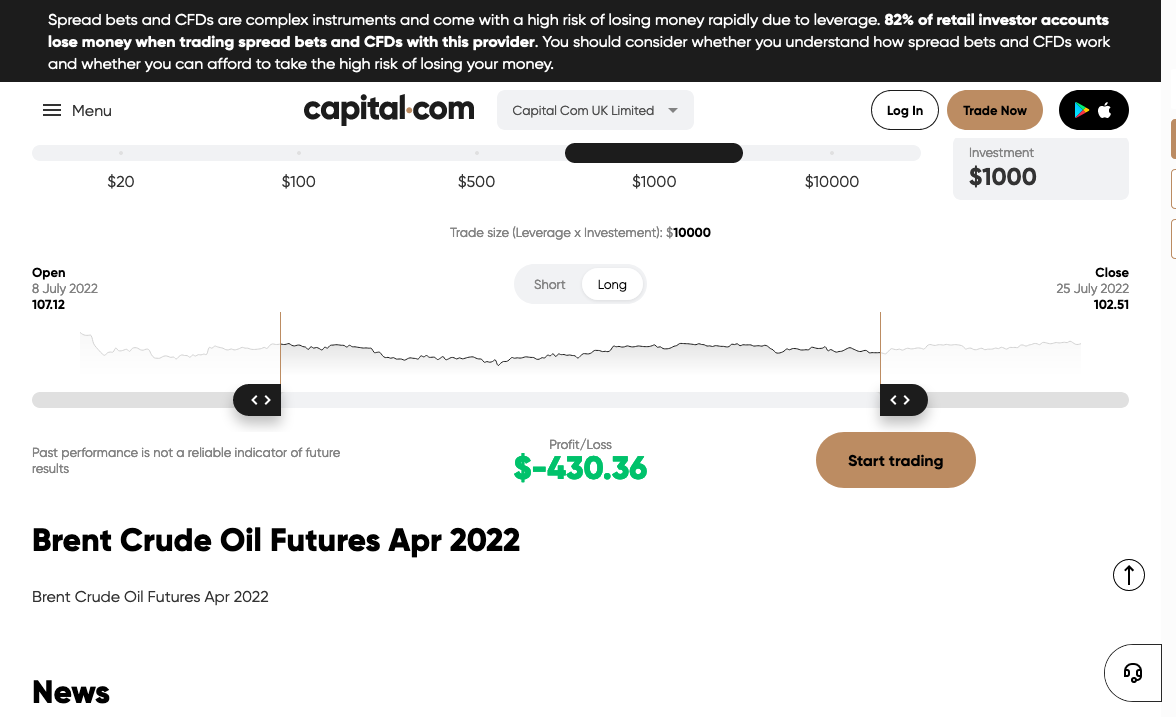 Spread bets and CFDs are complex instruments and come with a high risk of losing money rapidly due to leverage. 82% of retail investor accounts
lose money when trading spread bets and CFDs with this provider. You should consider whether you understand how spread bets and CFDs work
and whether you can afford to take the high risk of losing your money.
Menu
capital.com
Capital Com UK Limited
Log In
Trade Now
$20
$100
$500
$1000
$10000
Investment
$1000
Trade size (Leverage x Investement): $10000
Open
8 July 2022
107.12
Short
Long
Close
25 July 2022
102.51
Past performance is not a reliable indicator of future
results
Profit/Loss
$-430.36
Start trading
Brent Crude Oil Futures Apr 2022
Brent Crude Oil Futures Apr 2022
News